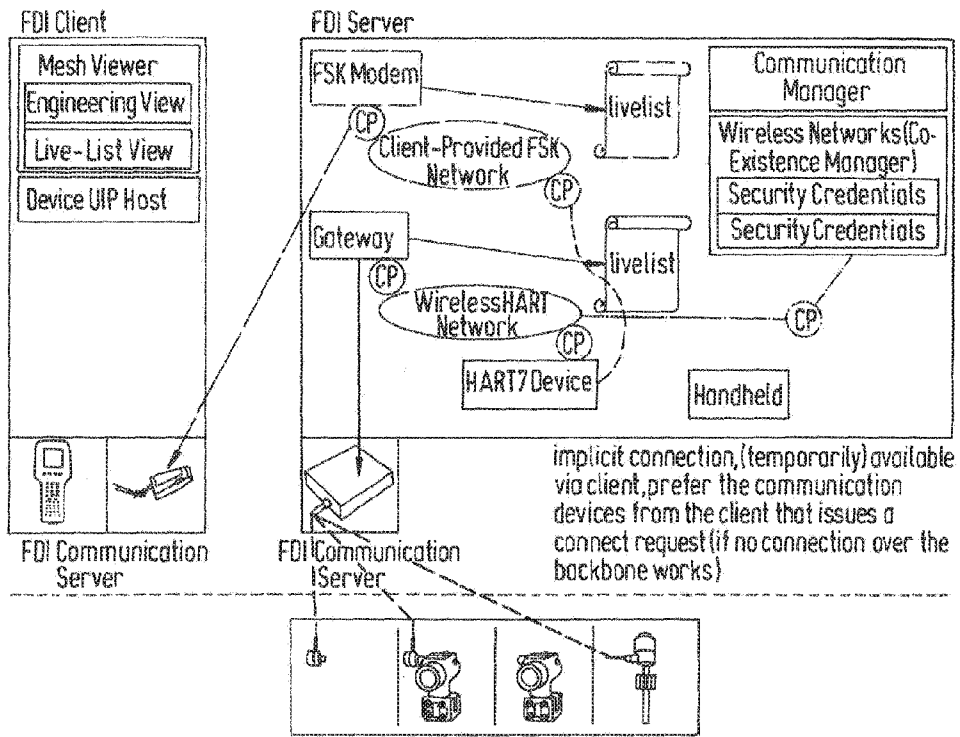 FDI Client
Mesh Viewer
Engineering View
Live-List View
Device UIP Host
FDI Communication
Server
FDI Server
FSK Modem
CP
Client-Provided FSK
Network
CP
livelist
Gateway
CP
WirelessHART
Network
CP
HART7Device
livelist
Communication
Manager
Wireless Networks(Co-
Existence Manager)
Security Credentials
Security Credentials
CP
Handheld
FDI Communication
Server
implicit connection,(temporarily) available
via client,prefer the communication
devices from the client that issues a
connect request(if no connection over the
backbone works)